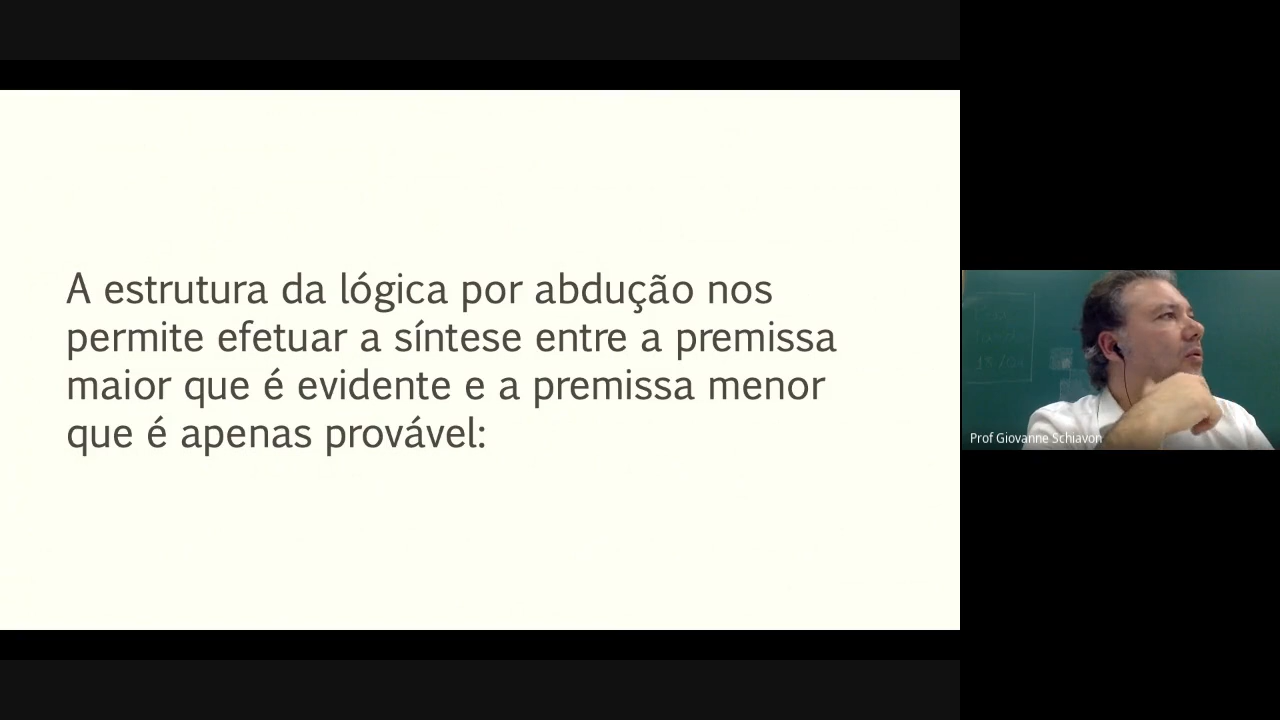 A estrutura da lógica por abdução nos
permite efetuar a síntese entre a premissa
maior que é evidente e a premissa menor
que é apenas provável:
Prof Giovanne Schiavon